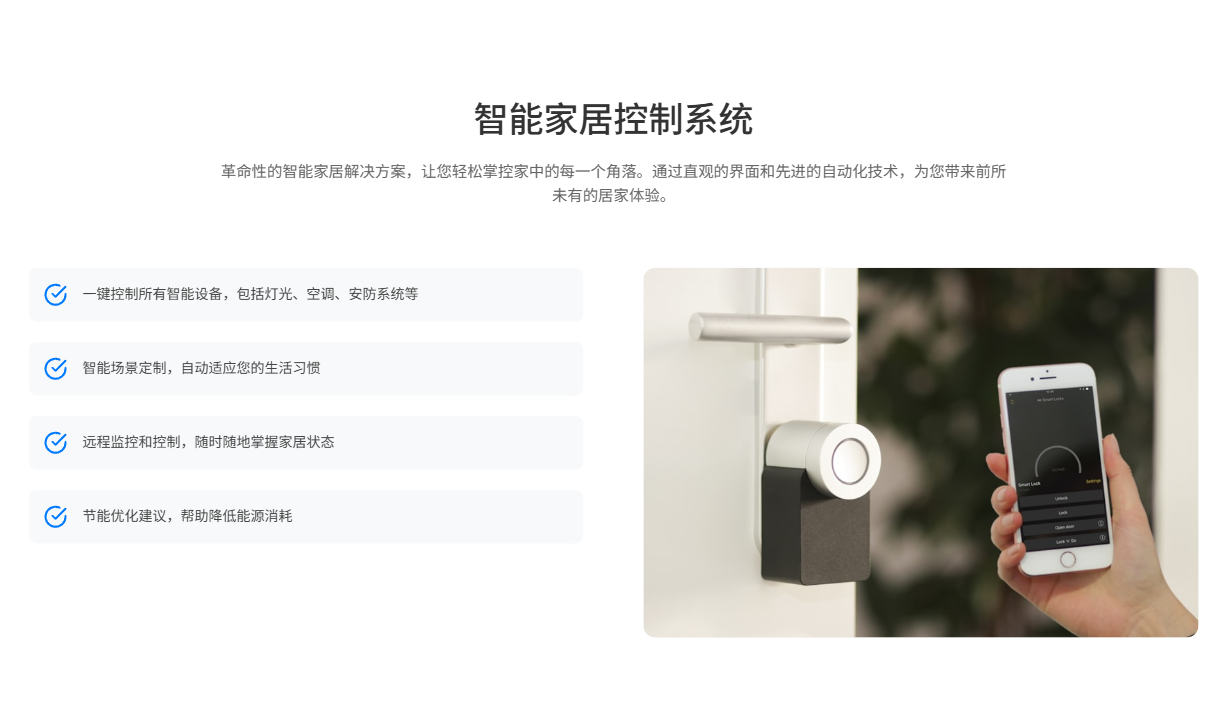 智能家居控制系统
革命性的智能家居解决方案，让您轻松掌控家中的每一个角落。通过直观的界面和先进的自动化技术，为您带来前所
未有的居家体验。
一键控制所有智能设备，包括灯光、空调、安防系统等
智能场景定制，自动适应您的生活习惯
远程监控和控制，随时随地掌握家居状态
节能优化建议，帮助降低能源消耗
Smart Lock
Settings
Unlock
Lock
Open door
Lock 'n' Go